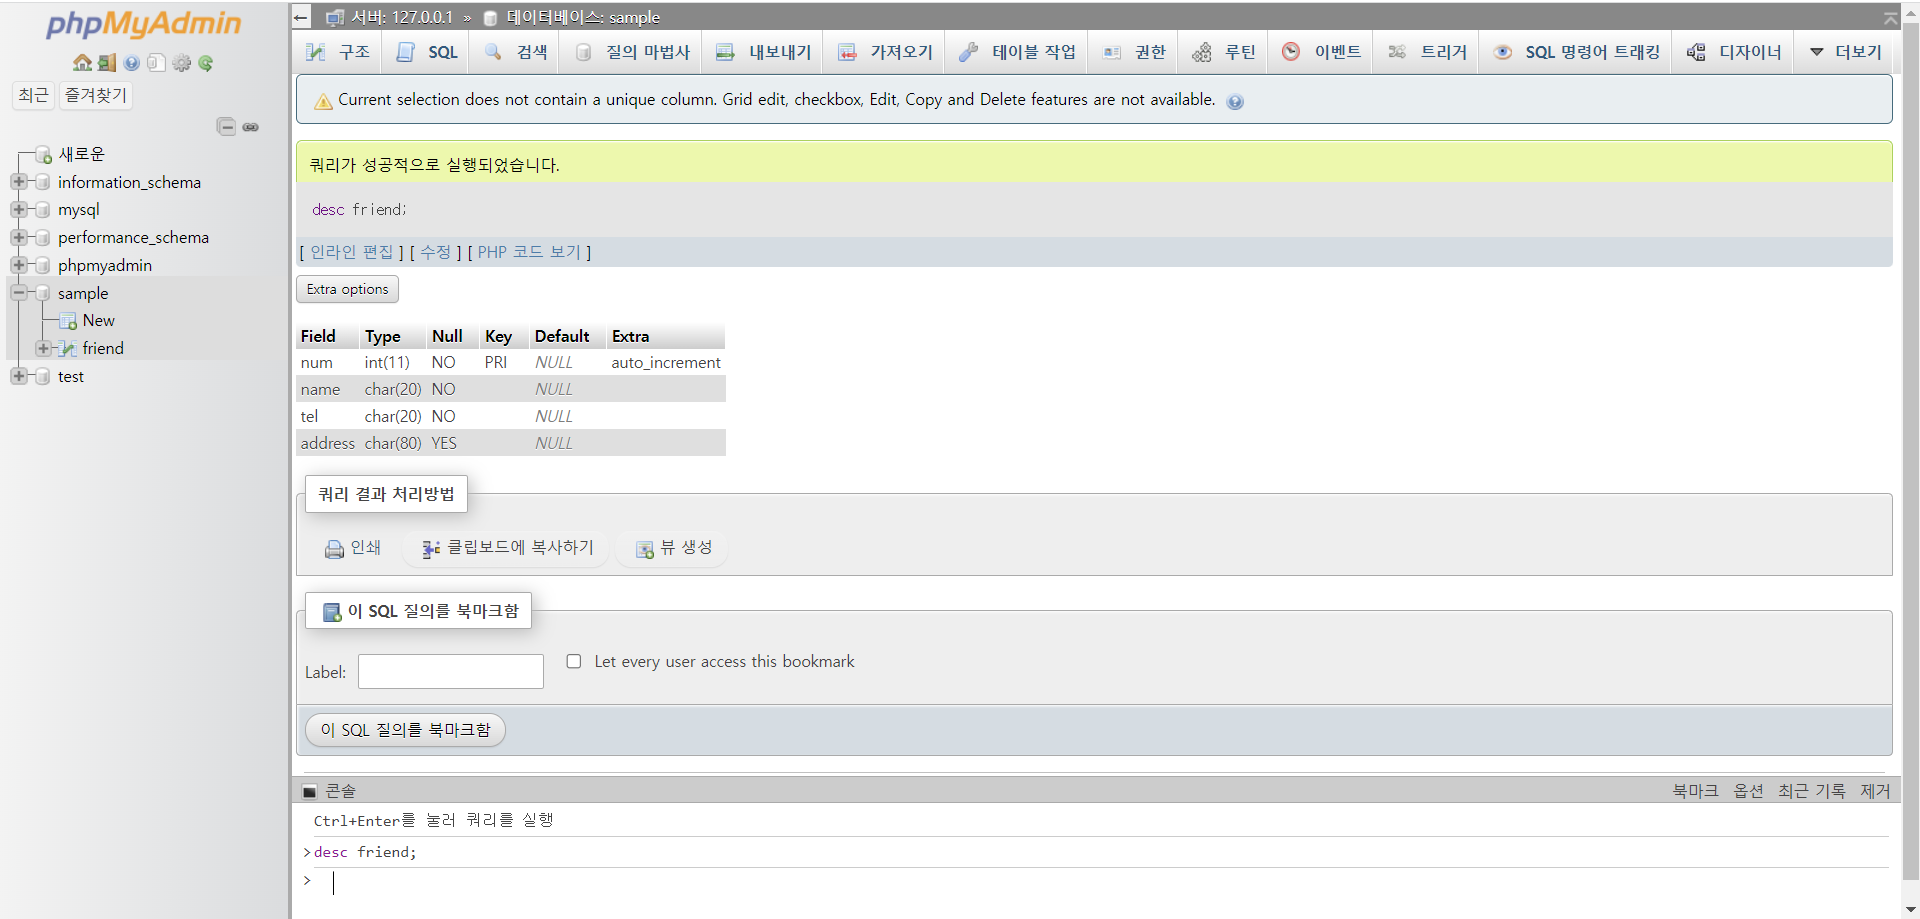 phpMyAdmin
최근 즐겨찾기
새로운
information_schema
mysql
performance_schema
phpmyadmin
sample
New
friend
test
서버: 127.0.0.1 » 데이터베이스: sample
구조 SQL 검색 질의 마법사 내보내기 가져오기 테이블 작업 권한 루틴 이벤트 트리거 SQL 명령어 트래킹 디자이너 더보기
Current selection does not contain a unique column. Grid edit, checkbox, Edit, Copy and Delete features are not available.
쿼리가 성공적으로 실행되었습니다.
desc friend;
[ 인라인 편집 ] [ 수정 ] [ PHP 코드 보기 ]
Extra options
Field Type Null Key Default Extra
num int(11) NO PRI NULL auto_increment
name char(20) NO NULL
tel char(20) NO NULL
address char(80) YES NULL
쿼리 결과 처리방법
인쇄 클립보드에 복사하기 뷰 생성
이 SQL 질의를 북마크함
Label: Let every user access this bookmark
이 SQL 질의를 북마크함
콘솔 북마크 옵션 최근 기록 제거
Ctrl+Enter를 눌러 쿼리를 실행
>desc friend;
>